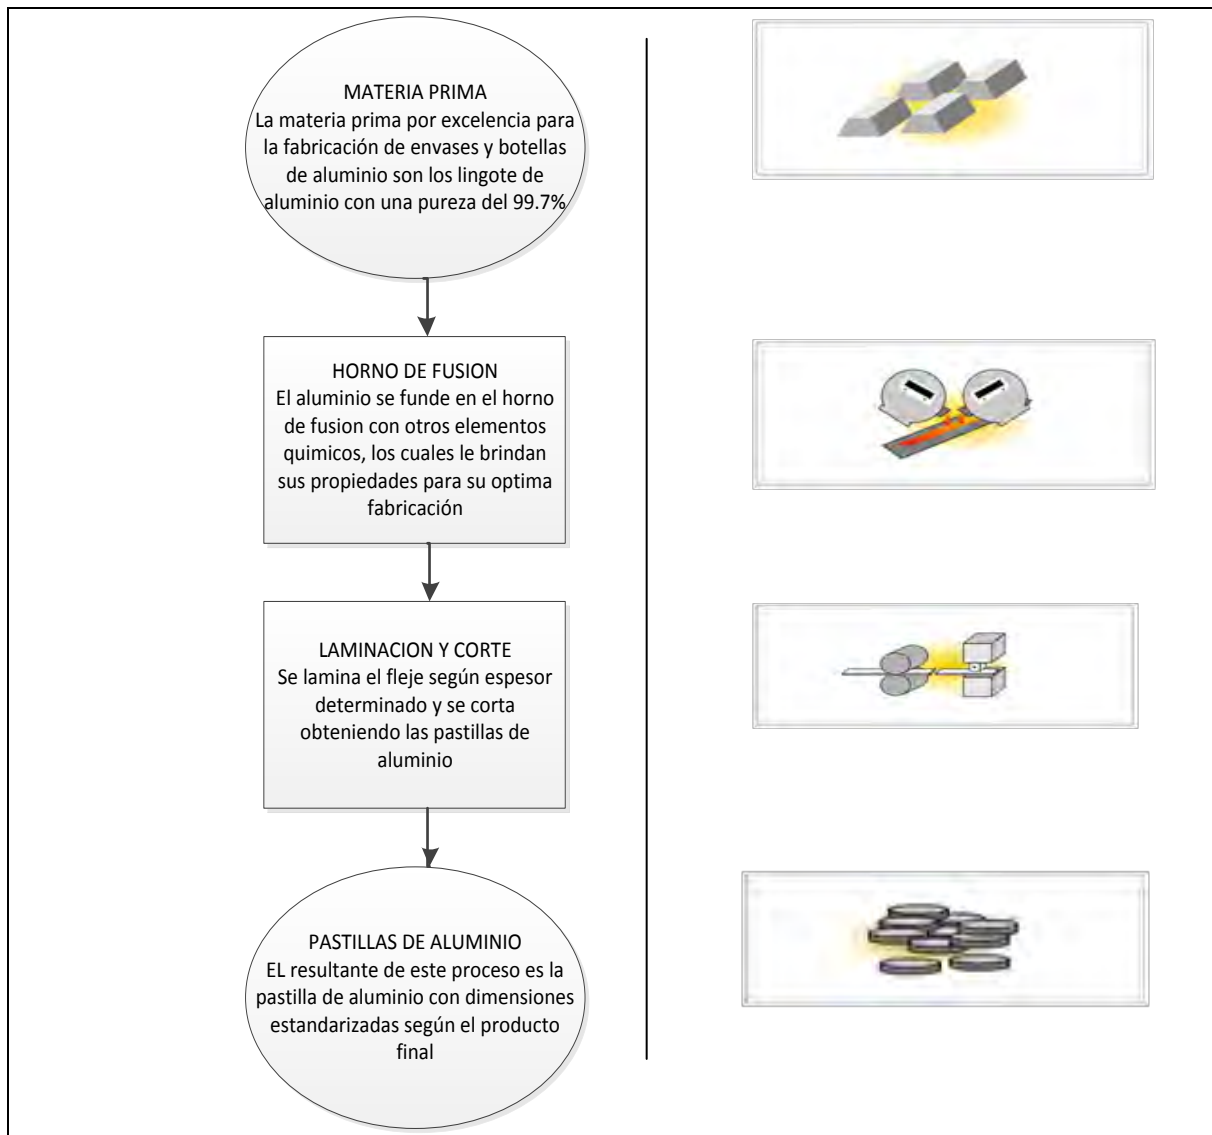 MATERIA PRIMA
La materia prima por excelencia para
la fabricación de envases y botellas
de aluminio son los lingote de
aluminio con una pureza del 99.7%
HORNO DE FUSION
El aluminio se funde en el horno
de fusion con otros elementos
quimicos, los cuales le brindan
sus propiedades para su optima
fabricación
LAMINACION Y CORTE
Se lamina el fleje según espesor
determinado y se corta
obteniendo las pastillas de
aluminio
PASTILLAS DE ALUMINIO
EL resultante de este proceso es la
pastilla de aluminio con dimensiones
estandarizadas según el producto
final